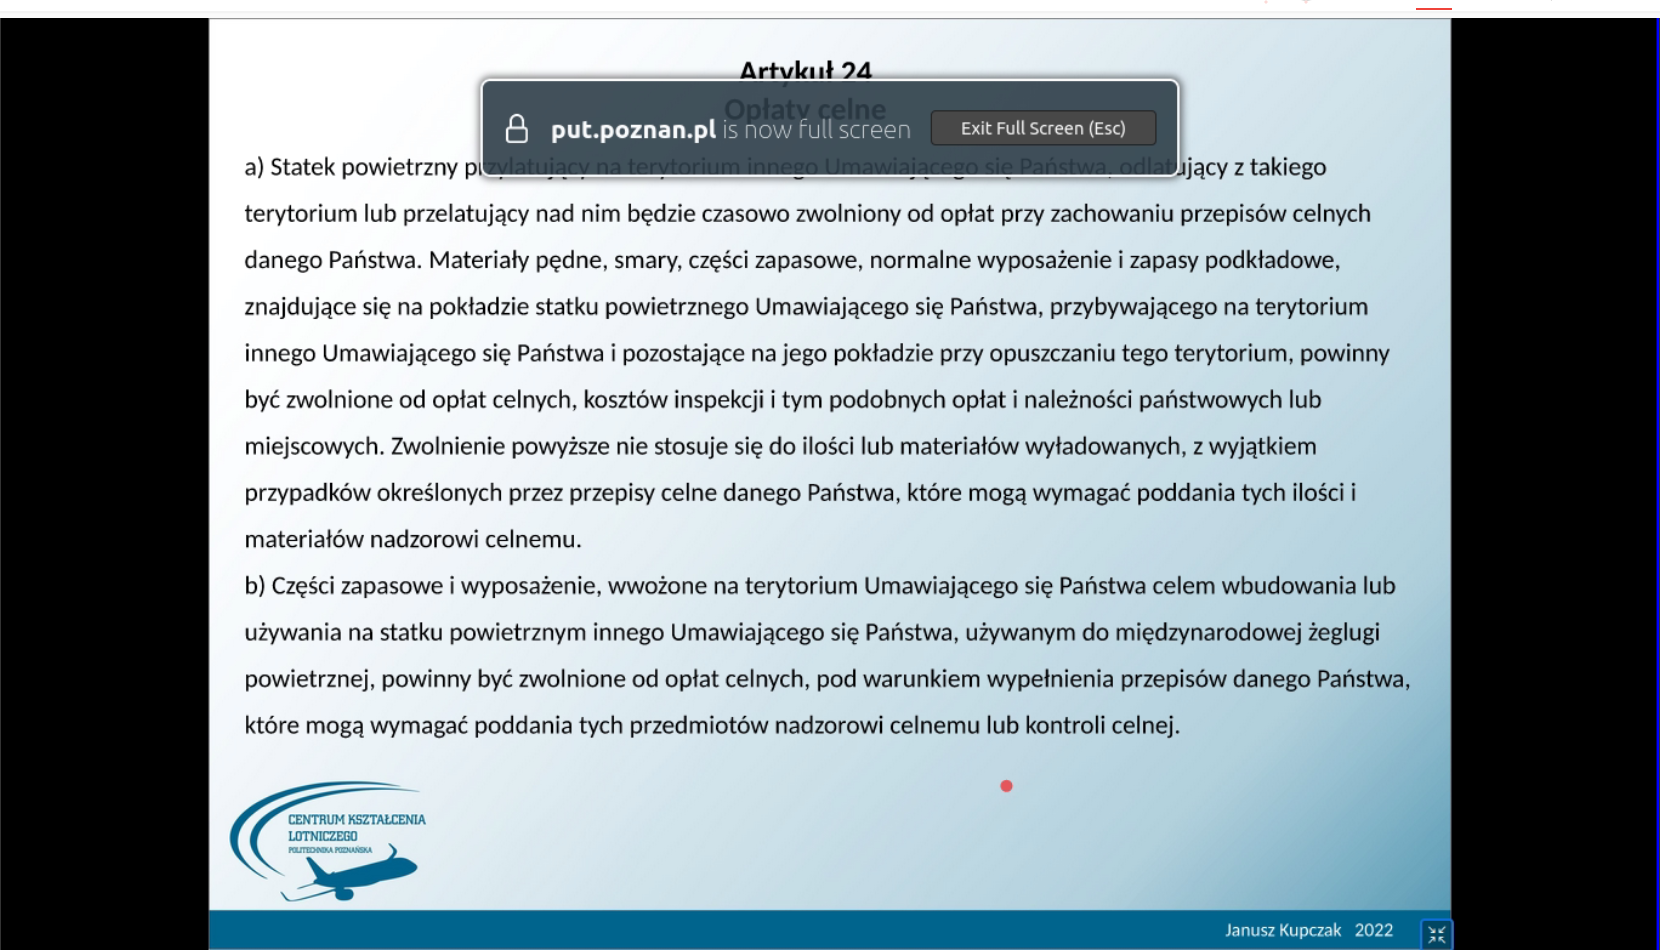 Artykuł 24
Opłaty celne
put.poznan.pl is now full screen
Exit Full Screen (Esc)
a) Statek powietrzny przylatujący na terytorium innego Umawiającego się Państwa, odlatujący z takiego
terytorium lub przelatujący nad nim będzie czasowo zwolniony od opłat przy zachowaniu przepisów celnych
danego Państwa. Materiały pędne, smary, części zapasowe, normalne wyposażenie i zapasy podkładowe,
znajdujące się na pokładzie statku powietrznego Umawiającego się Państwa, przybywającego na terytorium
innego Umawiającego się Państwa i pozostające na jego pokładzie przy opuszczaniu tego terytorium, powinny
być zwolnione od opłat celnych, kosztów inspekcji i tym podobnych opłat i należności państwowych lub
miejscowych. Zwolnienie powyższe nie stosuje się do ilości lub materiałów wyładowanych, z wyjątkiem
przypadków określonych przez przepisy celne danego Państwa, które mogą wymagać poddania tych ilości i
materiałów nadzorowi celnemu.
b) Części zapasowe i wyposażenie, wwożone na terytorium Umawiającego się Państwa celem wbudowania lub
używania na statku powietrznym innego Umawiającego się Państwa, używanym do międzynarodowej żeglugi
powietrznej, powinny być zwolnione od opłat celnych, pod warunkiem wypełnienia przepisów danego Państwa,
które mogą wymagać poddania tych przedmiotów nadzorowi celnemu lub kontroli celnej.
CENTRUM KSZTAŁCENIA
LOTNICZEGO
POLITECHNIKA POZNAŃSKA
Janusz Kupczak 2022